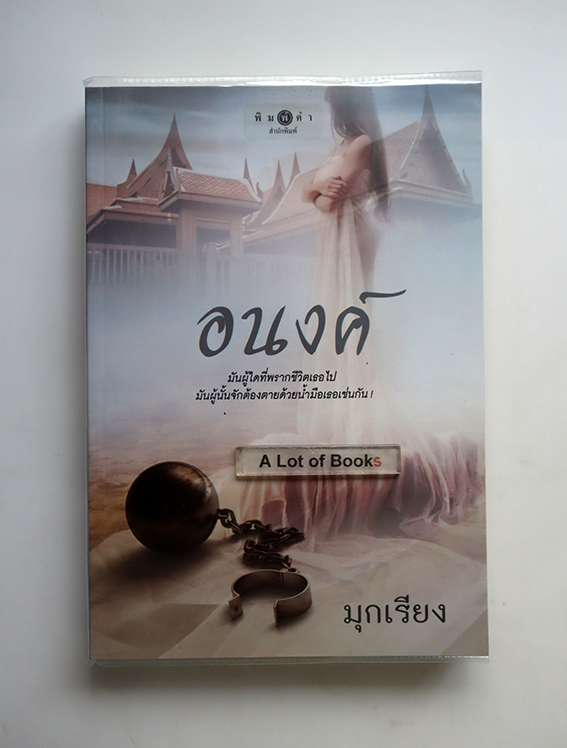 พิมพ์คำ
สำนักพิมพ์
อนงค์
มันผู้ใดที่พรากชีวิตเธอไป
มันผู้นั้นจักต้องตายด้วยน้ำมือเธอเช่นกัน !
A Lot of Books
มุกเรียง